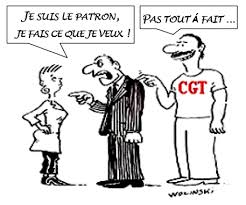 JE SUIS LE PATRON,
JE FAIS CE QUE JE VEUX !
PAS TOUT À FAIT ...
CGT
WOLINSKI